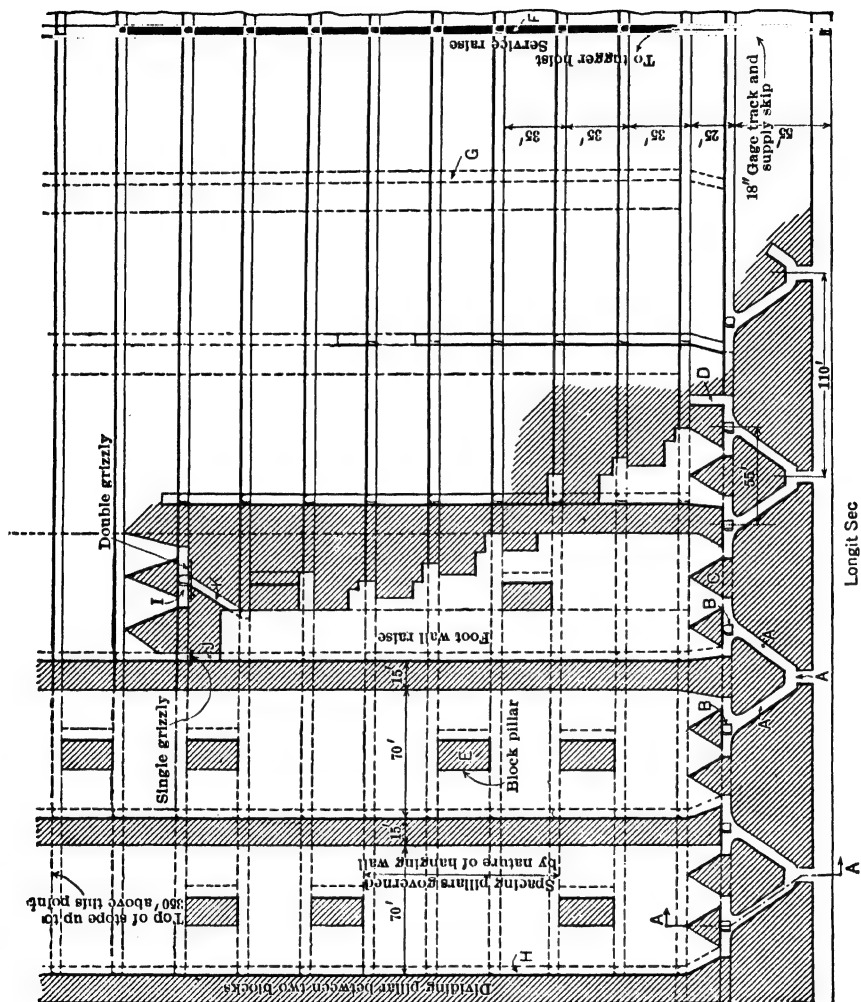 F
Service raise
To tugger hoist
G
35'
35'
35'
25'
55'
18" Gage track and
supply skip
Double grizzly
I
J
K
D
110'
55'
C
B
Foot wall raise
A
A
Longit Sec
Single grizzly
15'
70'
E
Block pillar
B
A
15'
Top of stope up to
350' above this point
70'
Spacing pillars governed
by nature of hanging wall
A
A
H
Dividing pillar between two blocks